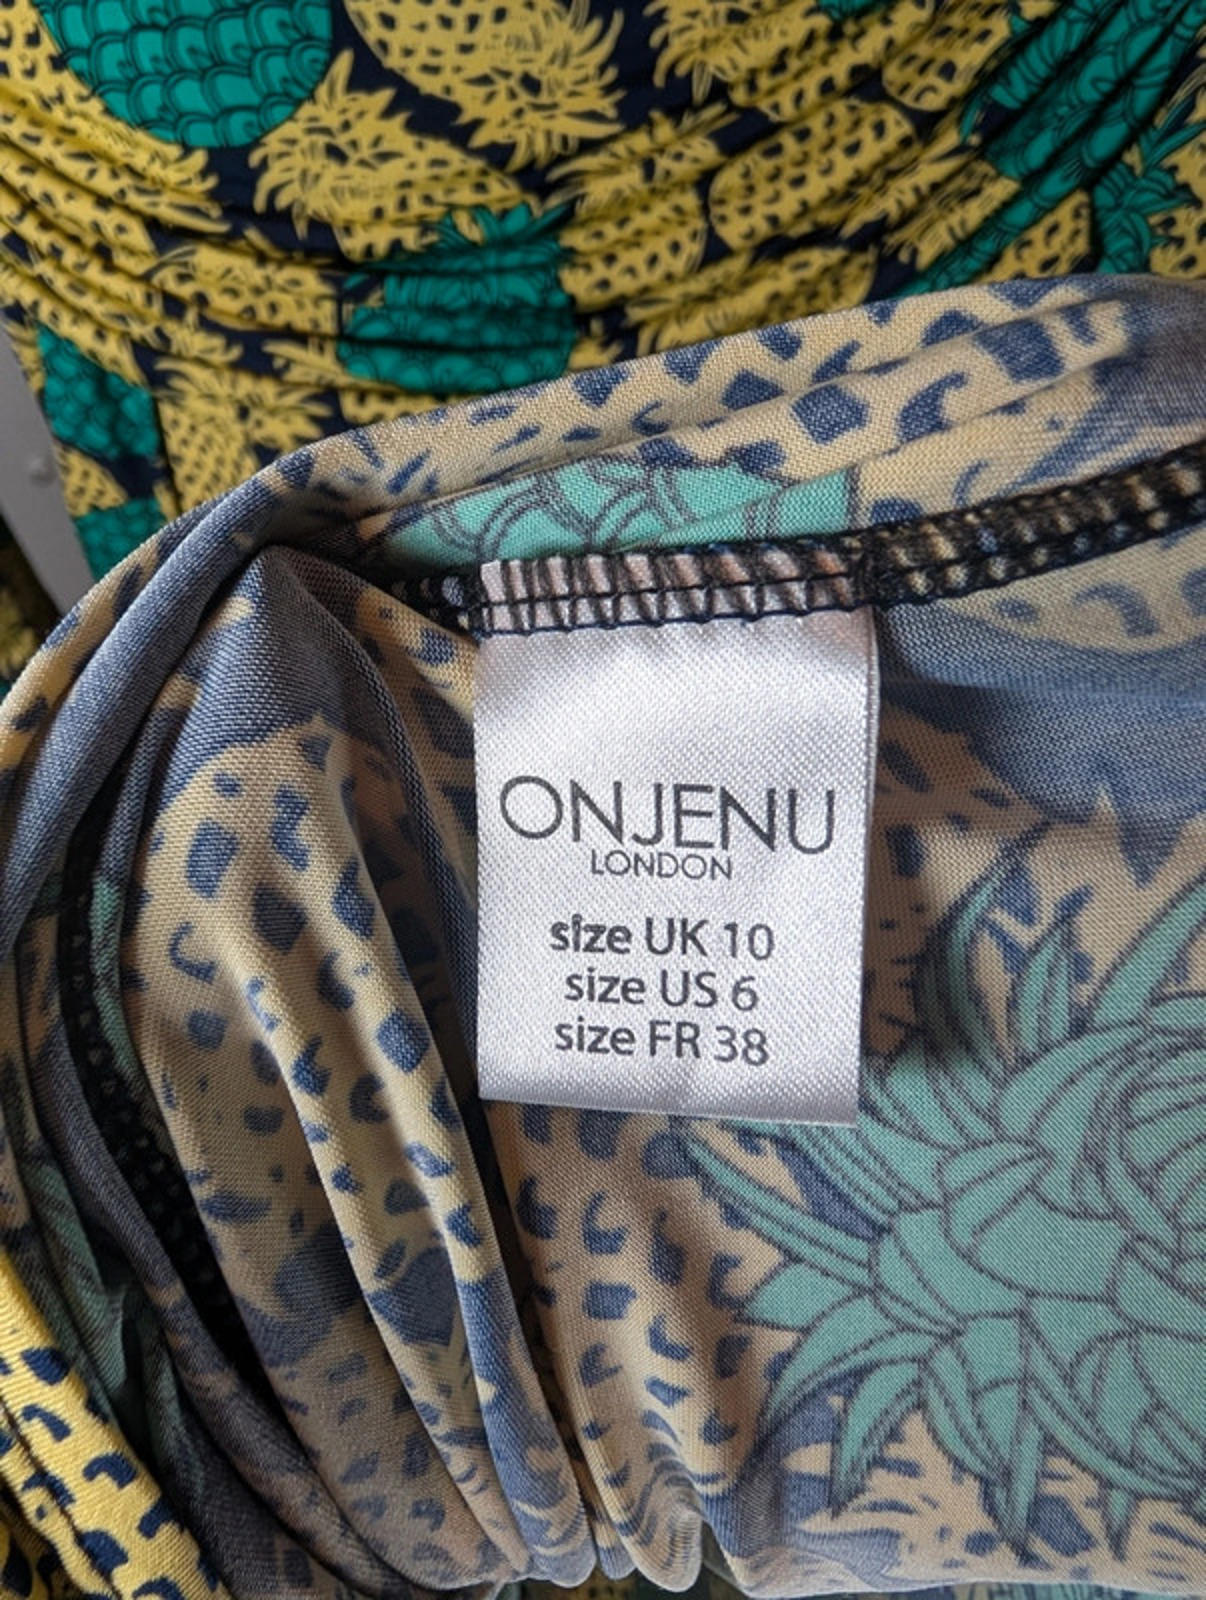 ONJENU
LONDON
size UK 10
size US 6
size FR 38